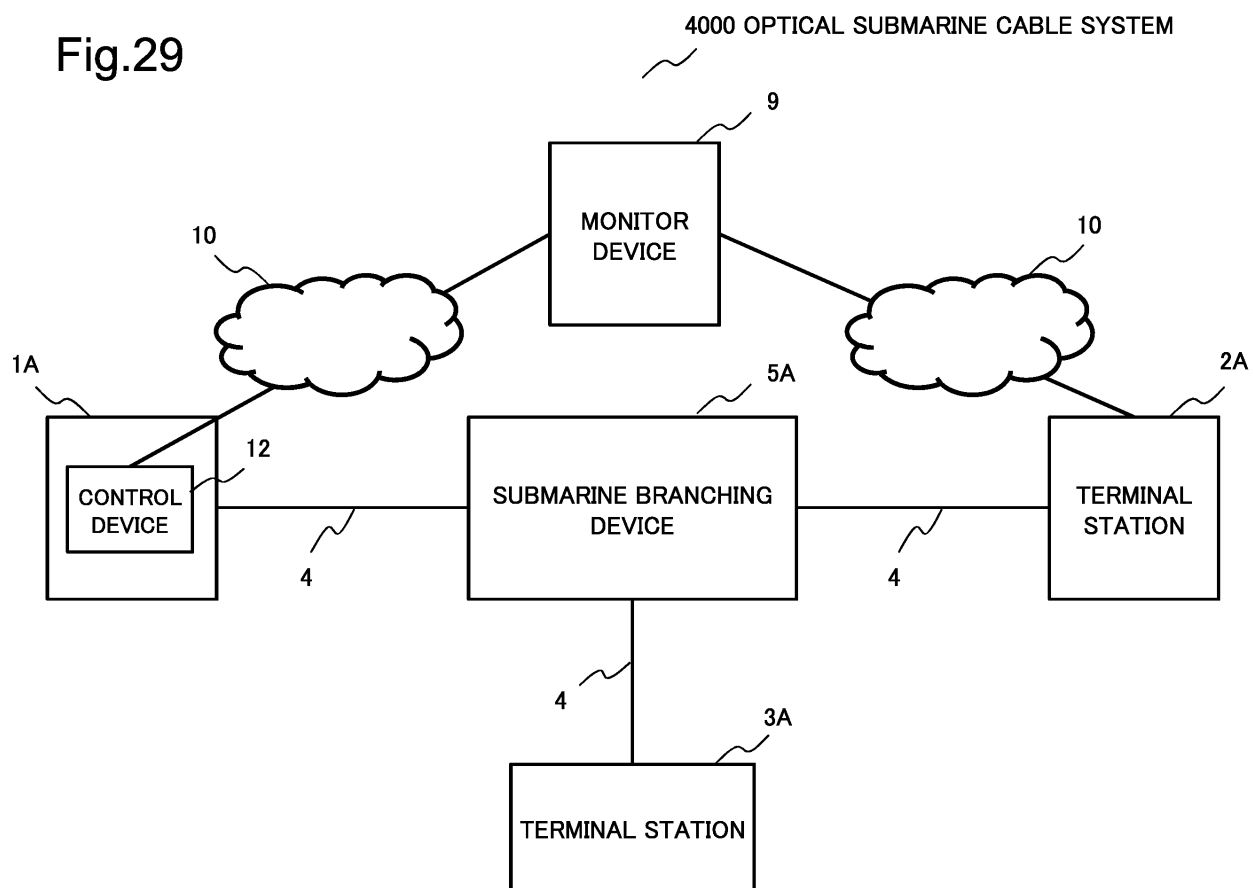 4000 OPTICAL SUBMARINE CABLE SYSTEM
Fig.29
9
MONITOR
DEVICE
10
10
1A
5A
2A
12
CONTROL
DEVICE
SUBMARINE BRANCHING
DEVICE
TERMINAL
STATION
4
4
4
3A
TERMINAL STATION